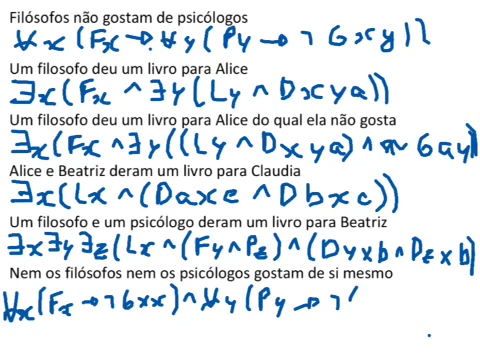 Filósofos não gostam de psicólogos
∀x(Fx→∀y(Py→¬Gxy))
Um filosofo deu um livro para Alice
∃x(Fx∧∃y(Ly∧Dxya))
Um filosofo deu um livro para Alice do qual ela não gosta
∃x(Fx∧∃y((Ly∧Dxya)∧¬Gay)
Alice e Beatriz deram um livro para Claudia
∃x(Lx∧(Daxc∧Dbxc))
Um filósofo e um psicólogo deram um livro para Beatriz
∃x∃y∃z(Lx∧(Fy∧Pz)∧(Dyxb∧Dzxb)
Nem os filósofos nem os psicólogos gostam de si mesmo
∀x(Fx→¬Gxx)∧∀y(Py→¬